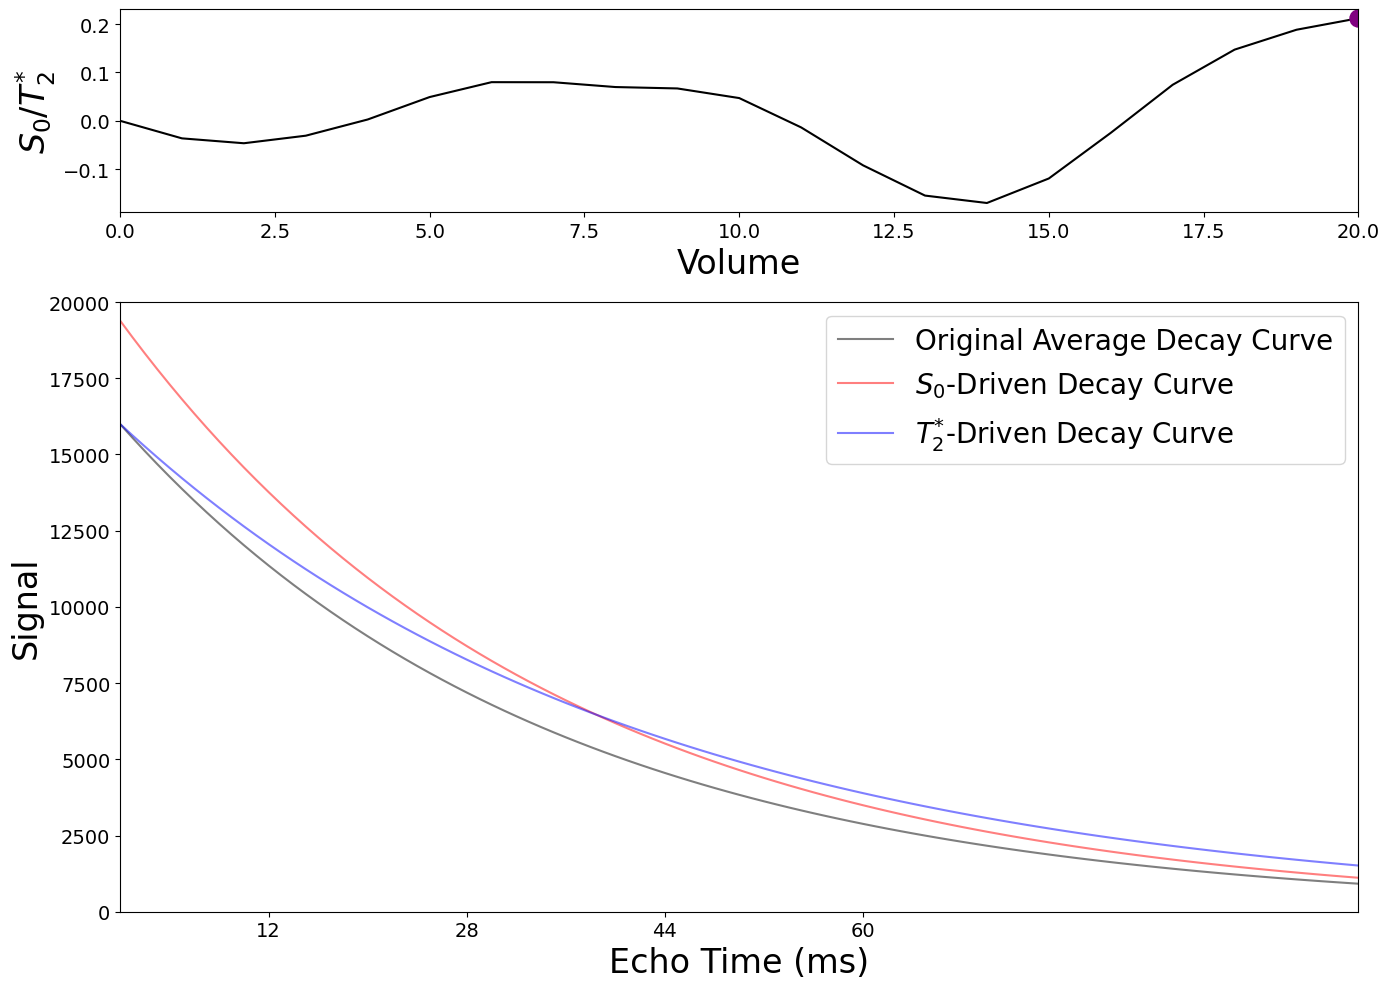 S₀/T₂*
0.2
0.1
0.0
−0.1
0.0 2.5 5.0 7.5 10.0 12.5 15.0 17.5 20.0
Volume
Signal
20000
17500
15000
12500
10000
7500
5000
2500
0
Original Average Decay Curve
S₀-Driven Decay Curve
T₂*-Driven Decay Curve
12 28 44 60
Echo Time (ms)